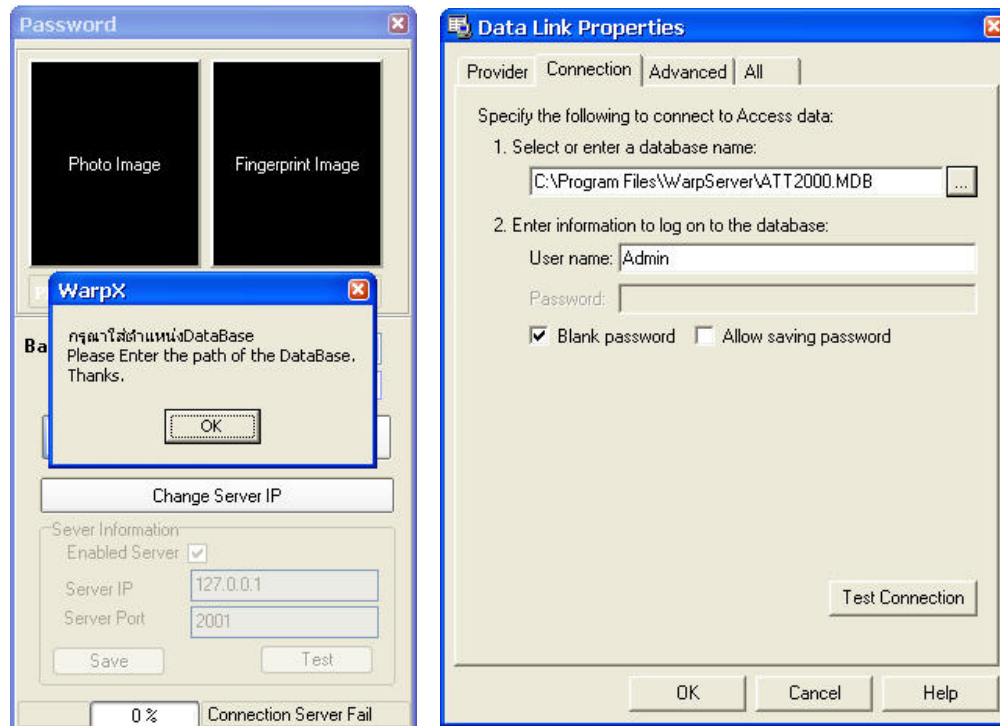 Password
Photo Image
Fingerprint Image
WarpX
กรุณาใส่ตำแหน่งDataBase
Please Enter the path of the DataBase.
Thanks.
OK
Ba
Change Server IP
Sever Information
Enabled Server
Server IP
127.0.0.1
Server Port
2001
Save
Test
0 %
Connection Server Fail
Data Link Properties
Provider
Connection
Advanced
All
Specify the following to connect to Access data:
1. Select or enter a database name:
C:\Program Files\WarpServer\ATT2000.MDB
...
2. Enter information to log on to the database:
User name:
Admin
Password:
Blank password
Allow saving password
Test Connection
OK
Cancel
Help